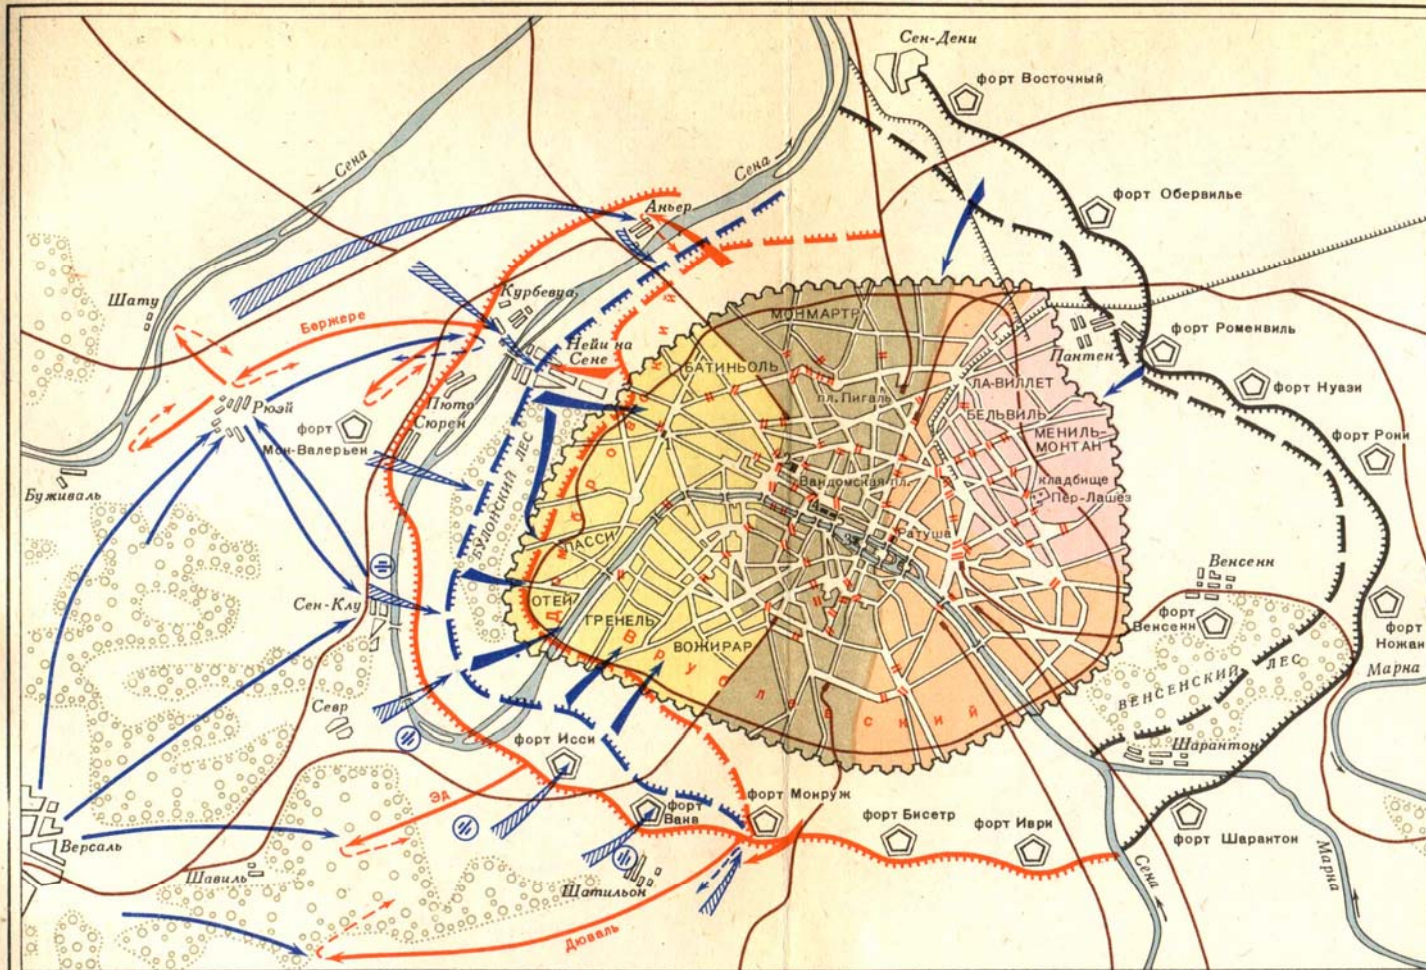 Сен-Дени
форт Восточный
Сена
Сена
форт Обервилье
Аньер
Шату
Курбевуа
Бержере
МОНМАРТР
форт Роменвиль
Нейи на
Сене
Пантен
БАТИНЬОЛЬ
ЛА-ВИЛЛЕТ
форт Нуази
пл. Пигаль
Рюэй
Пюто
БЕЛЬВИЛЬ
Сюрен
форт
Мон-Валерьен
МЕНИЛЬ-
МОНТАН
форт Рони
БУЛОНСКИЙ ЛЕС
Вандомская пл.
кладбище
Пер-Лашез
Буживаль
ПАССИ
Ратуша
Венсенн
Сен-Клу
ОТЕЙ
ГРЕНЕЛЬ
форт
Венсенн
форт
Ножан
ВОЖИРАР
Домбровский
Врублевский
ВЕНСЕНСКИЙ ЛЕС
Марна
Севр
форт Исси
Шарантон
Эд
форт
Ванв
форт Монруж
форт Бисетр
форт Иври
форт Шарантон
Версаль
Шавиль
Шатильон
Сена
Марна
Дюваль